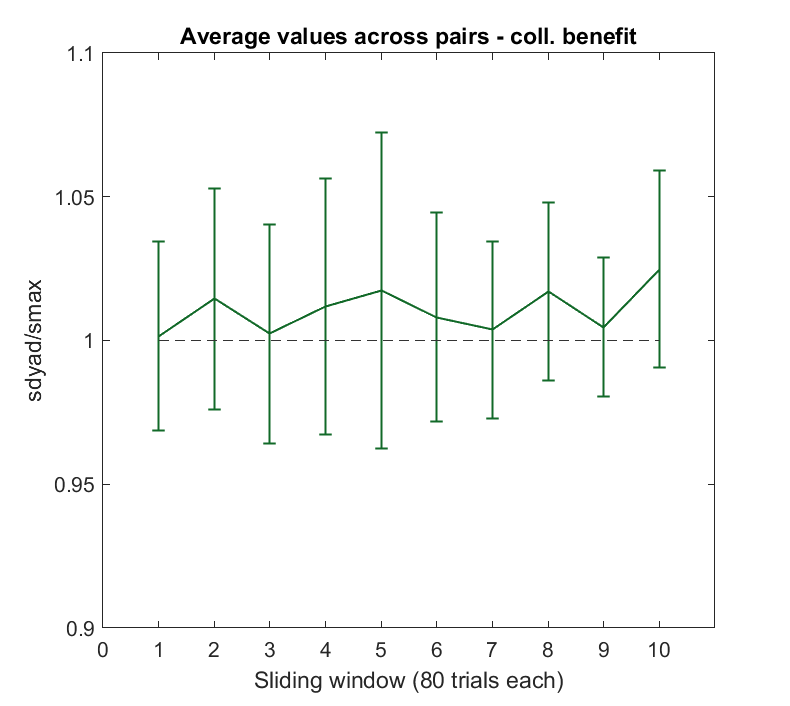 Average values across pairs - coll. benefit
1.1
1.05
1
0.95
0.9
sdyad/smax
0 1 2 3 4 5 6 7 8 9 10
Sliding window (80 trials each)